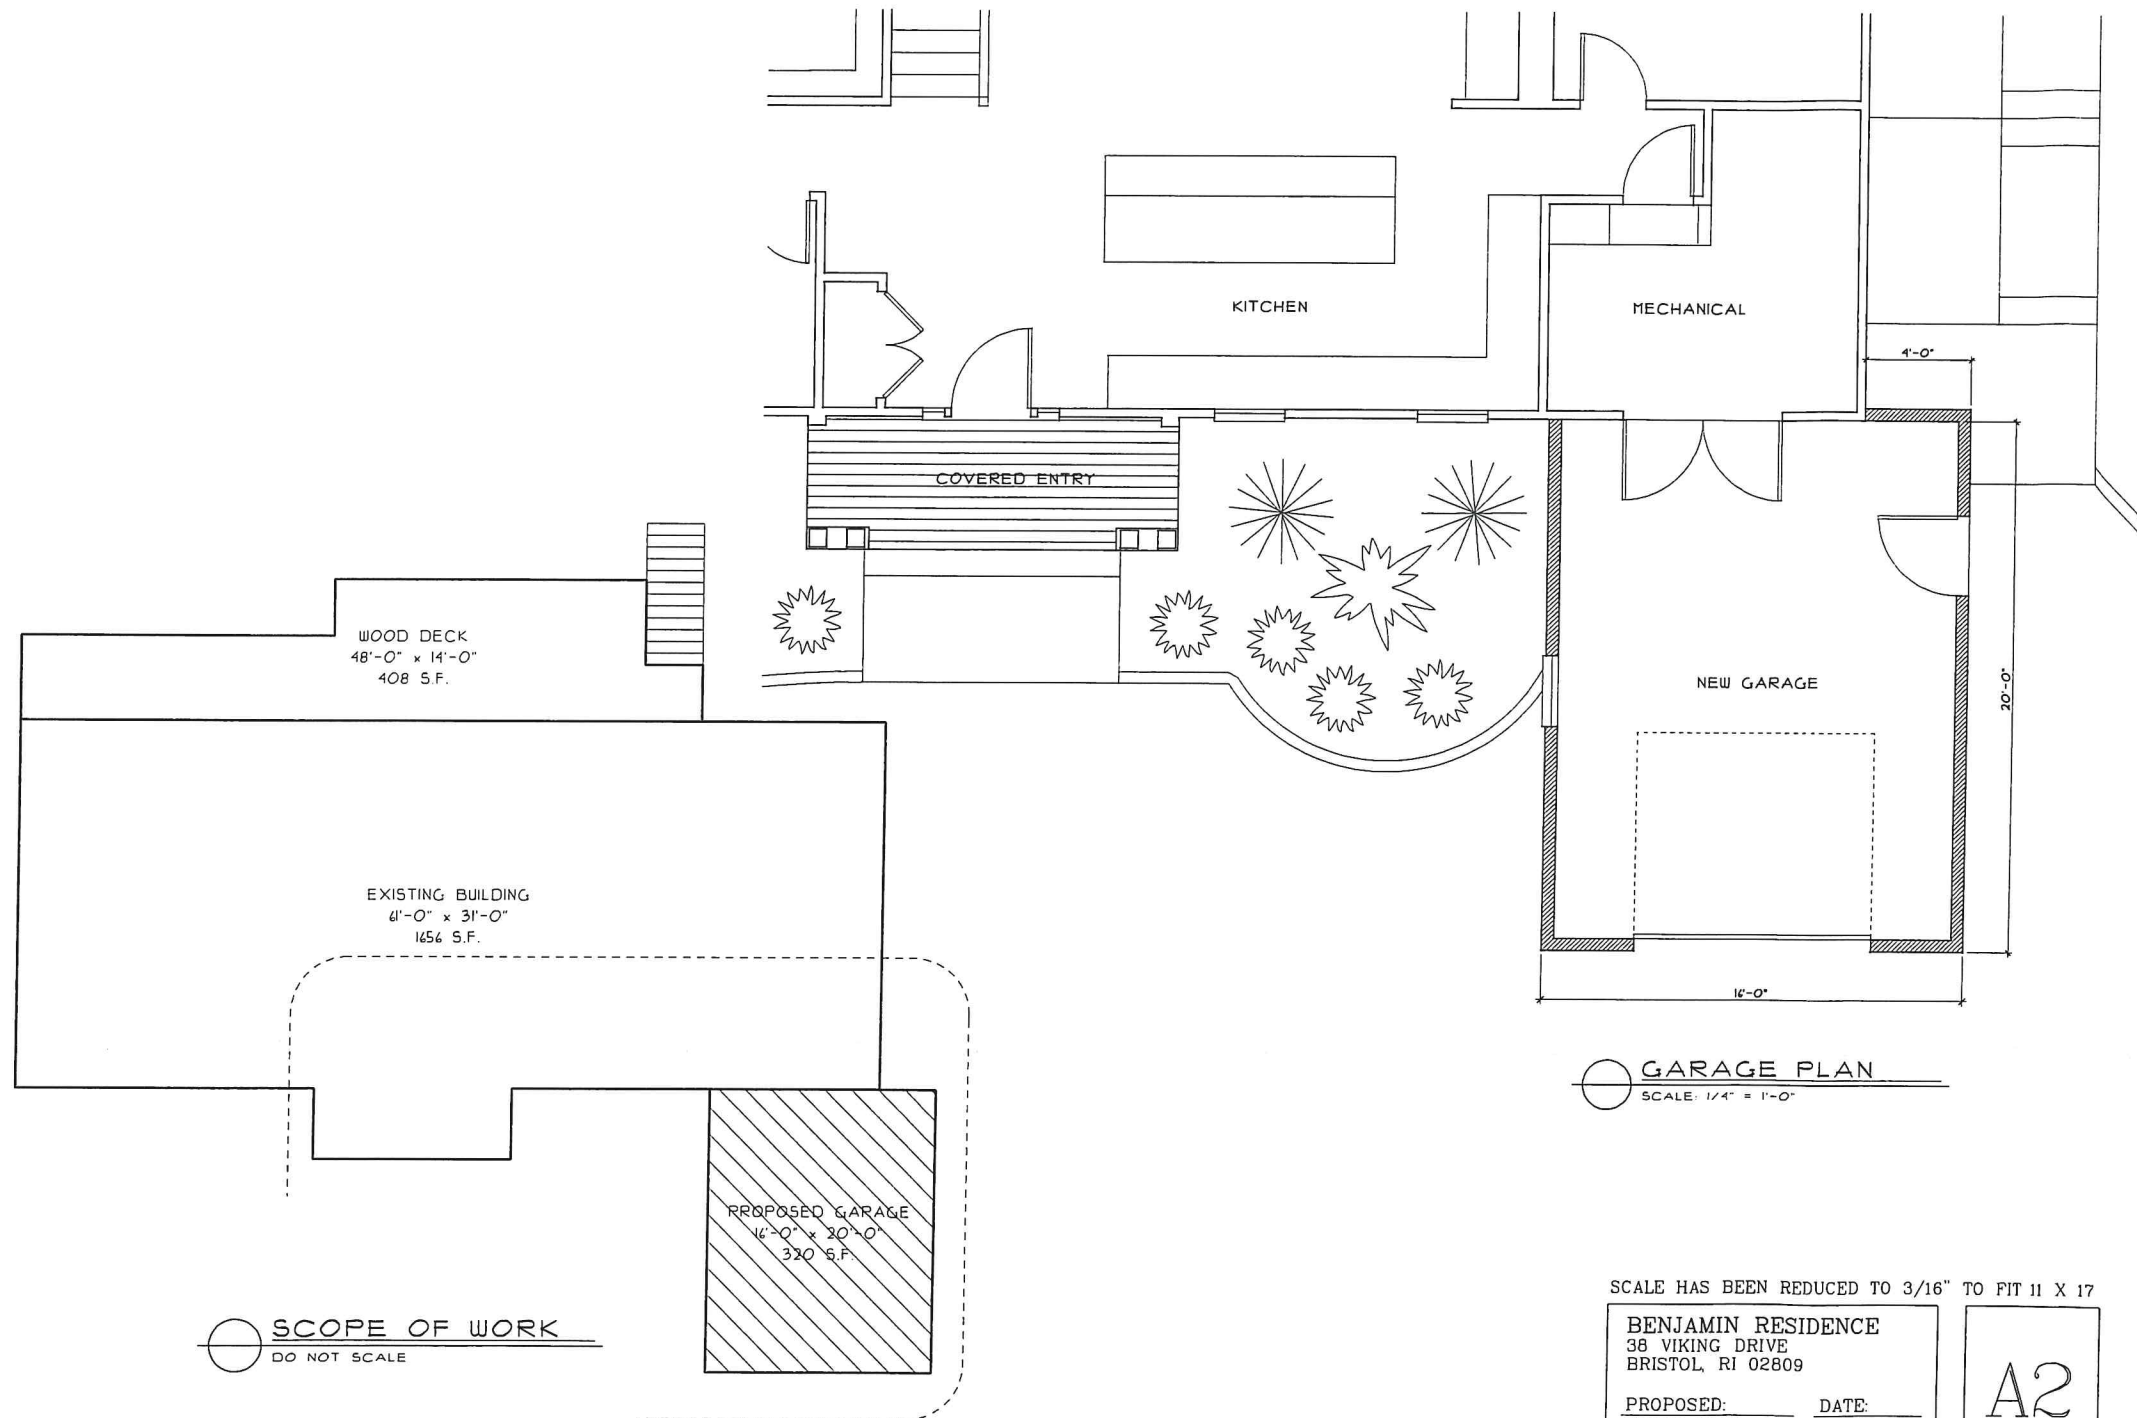 KITCHEN
MECHANICAL
4'-0"
COVERED ENTRY
WOOD DECK
48'-0" x 14'-0"
408 S.F.
NEW GARAGE
20'-0"
EXISTING BUILDING
61'-0" x 31'-0"
1656 S.F.
16'-0"
GARAGE PLAN
SCALE: 1/4" = 1'-0"
PROPOSED GARAGE
16'-0" x 20'-0"
320 S.F.
SCOPE OF WORK
DO NOT SCALE
SCALE HAS BEEN REDUCED TO 3/16" TO FIT 11 X 17
BENJAMIN RESIDENCE
38 VIKING DRIVE
BRISTOL, RI 02809
PROPOSED: DATE:
A2